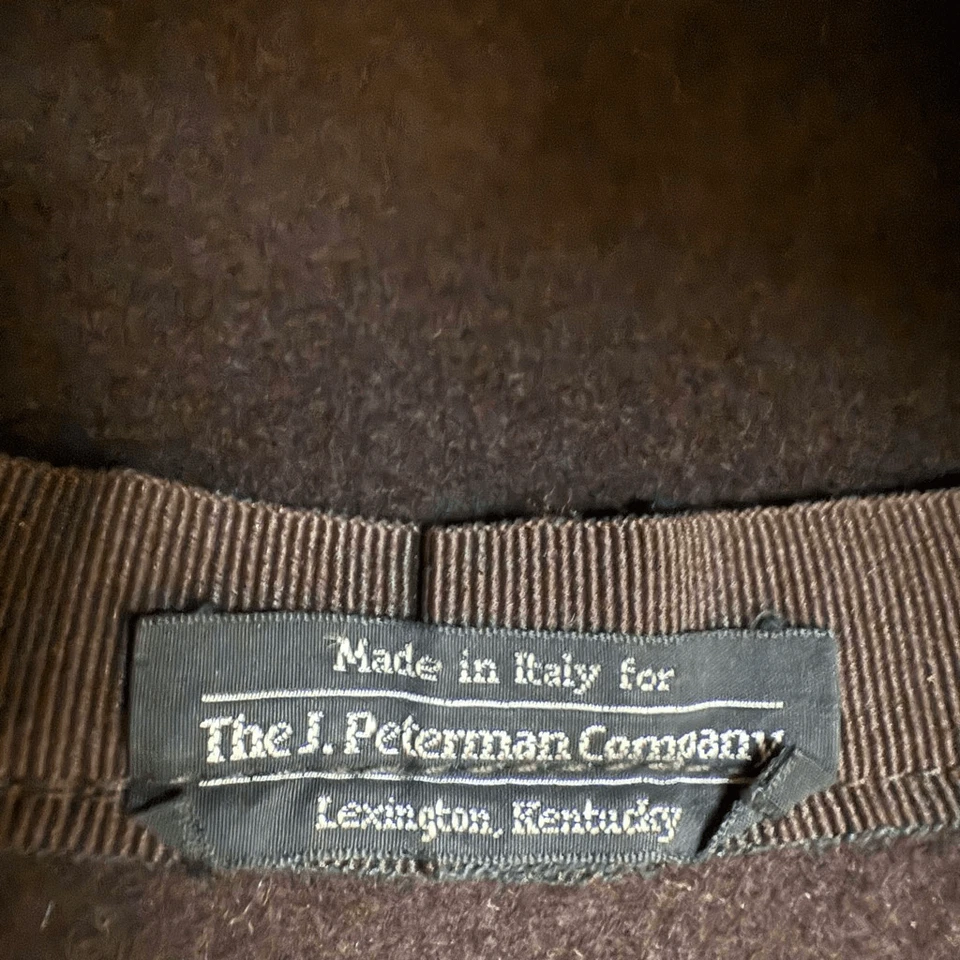 Made in Italy for
The J. Peterman Company
Lexington, Kentucky